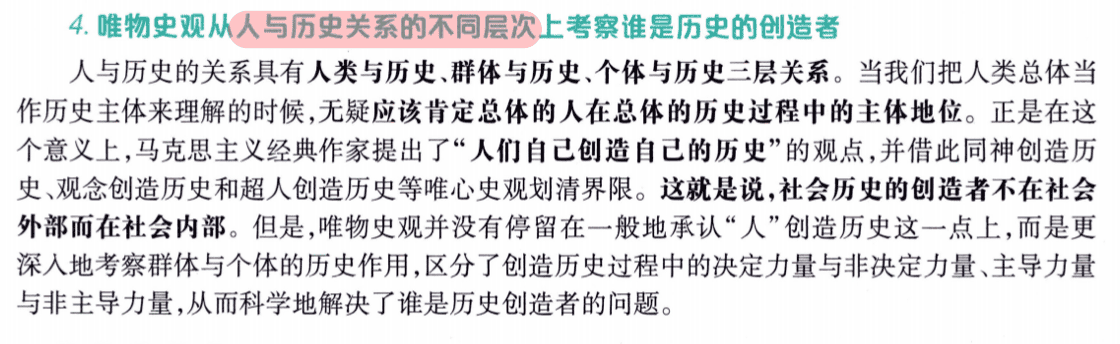 4. 唯物史观从人与历史关系的不同层次上考察谁是历史的创造者
人与历史的关系具有人类与历史、群体与历史、个体与历史三层关系。当我们把人类总体当
作历史主体来理解的时候,无疑应该肯定总体的人在总体的历史过程中的主体地位。正是在这
个意义上,马克思主义经典作家提出了“人们自己创造自己的历史”的观点,并借此同神创造历
史、观念创造历史和超人创造历史等唯心史观划清界限。这就是说,社会历史的创造者不在社会
外部而在社会内部。但是,唯物史观并没有停留在一般地承认“人”创造历史这一点上,而是更
深入地考察群体与个体的历史作用,区分了创造历史过程中的决定力量与非决定力量、主导力量
与非主导力量,从而科学地解决了谁是历史创造者的问题。